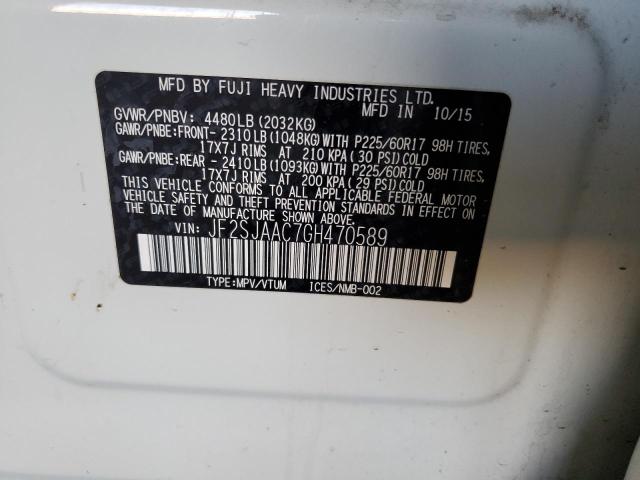 MFD BY FUJI HEAVY INDUSTRIES LTD.
MFD IN 10/15
GVWR/PNBV: 4480LB(2032KG)
GAWR/PNBE:FRONT- 2310LB(1048KG)WITH P225/60R17 98H TIRES,
17X7J RIMS AT 210 KPA(30 PSI)COLD
GAWR/PNBE:REAR - 2410LB(1093KG)WITH P225/60R17 98H TIRES,
17X7J RIMS AT 200 KPA(29 PSI)COLD
THIS VEHICLE CONFORMS TO ALL APPLICABLE FEDERAL MOTOR
VEHICLE SAFETY AND THEFT PREVENTION STANDARDS IN EFFECT ON
THE DATE OF MANUFACTURE SHOWN ABOVE.
VIN: JF2SJAAC7GH470589
TYPE:MPV/VTUM ICES/NMB-002